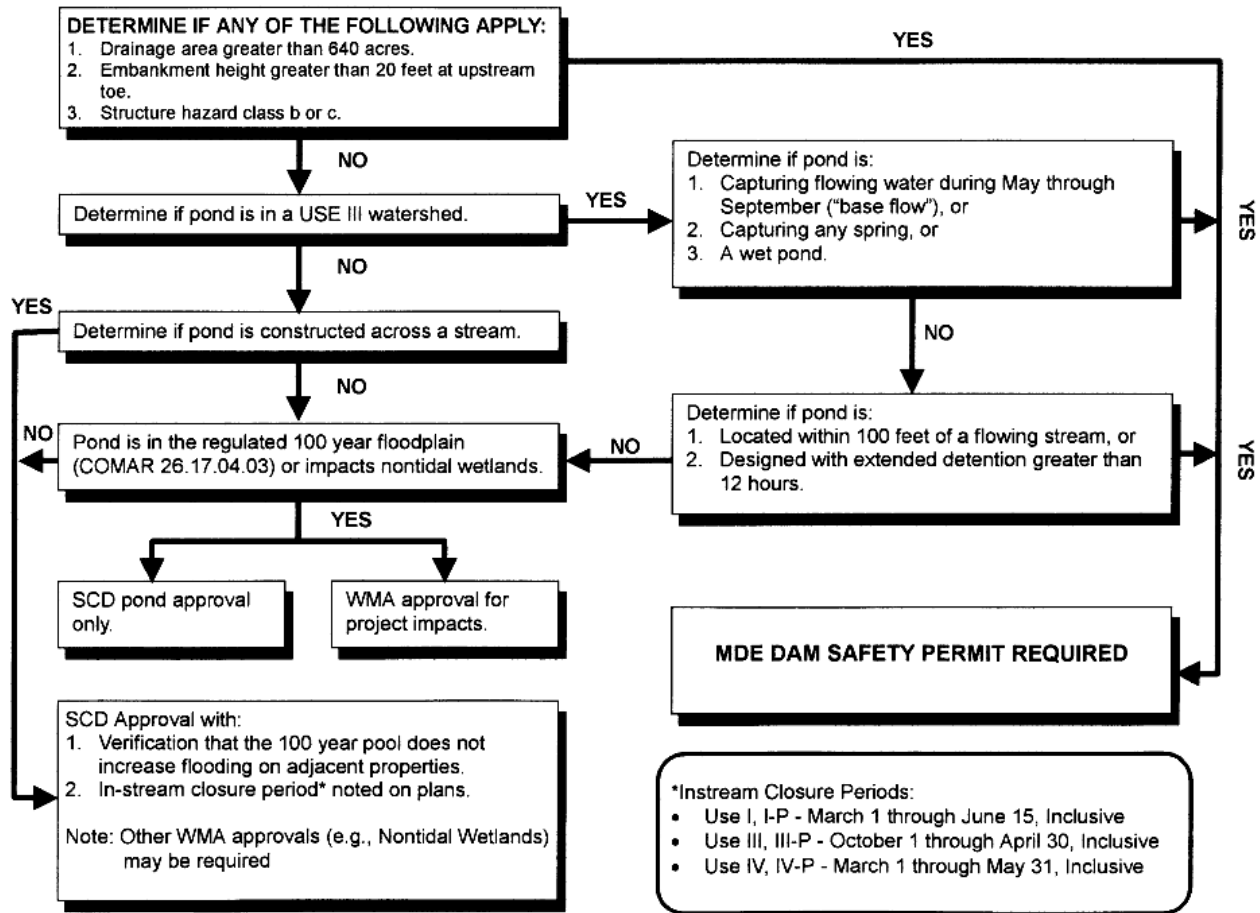 DETERMINE IF ANY OF THE FOLLOWING APPLY:
1. Drainage area greater than 640 acres.
2. Embankment height greater than 20 feet at upstream
toe.
3. Structure hazard class b or c.
YES
NO
Determine if pond is in a USE III watershed.
YES
Determine if pond is:
1. Capturing flowing water during May through
September (“base flow”), or
2. Capturing any spring, or
3. A wet pond.
YES
NO
YES
Determine if pond is constructed across a stream.
NO
NO
Determine if pond is:
1. Located within 100 feet of a flowing stream, or
2. Designed with extended detention greater than
12 hours.
YES
NO
NO
Pond is in the regulated 100 year floodplain
(COMAR 26.17.04.03) or impacts nontidal wetlands.
YES
SCD pond approval
only.
WMA approval for
project impacts.
MDE DAM SAFETY PERMIT REQUIRED
SCD Approval with:
1. Verification that the 100 year pool does not
increase flooding on adjacent properties.
2. In-stream closure period* noted on plans.
Note: Other WMA approvals (e.g., Nontidal Wetlands)
may be required
*Instream Closure Periods:
• Use I, I-P - March 1 through June 15, Inclusive
• Use III, III-P - October 1 through April 30, Inclusive
• Use IV, IV-P - March 1 through May 31, Inclusive